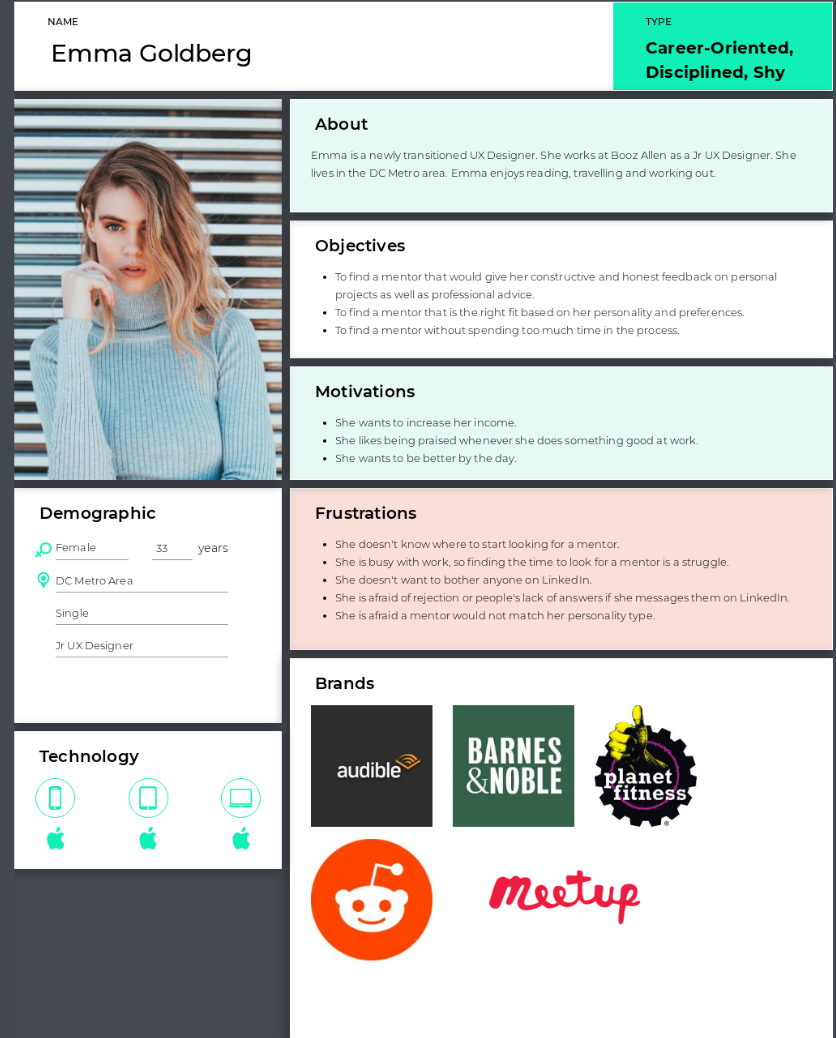 NAME
Emma Goldberg
TYPE
Career-Oriented,
Disciplined, Shy
About
Emma is a newly transitioned UX Designer. She works at Booz Allen as a Jr UX Designer. She
lives in the DC Metro area. Emma enjoys reading, travelling and working out.
Objectives
• To find a mentor that would give her constructive and honest feedback on personal
projects as well as professional advice.
• To find a mentor that is the right fit based on her personality and preferences.
• To find a mentor without spending too much time in the process.
Motivations
• She wants to increase her income.
• She likes being praised whenever she does something good at work.
• She wants to be better by the day.
Demographic
Female 33 years
DC Metro Area
Single
Jr UX Designer
Technology
Frustrations
• She doesn't know where to start looking for a mentor.
• She is busy with work, so finding the time to look for a mentor is a struggle.
• She doesn't want to bother anyone on LinkedIn.
• She is afraid of rejection or people's lack of answers if she messages them on LinkedIn.
• She is afraid a mentor would not match her personality type.
Brands
audible
BARNES
&NOBLE
planet
fitness
®
meetup